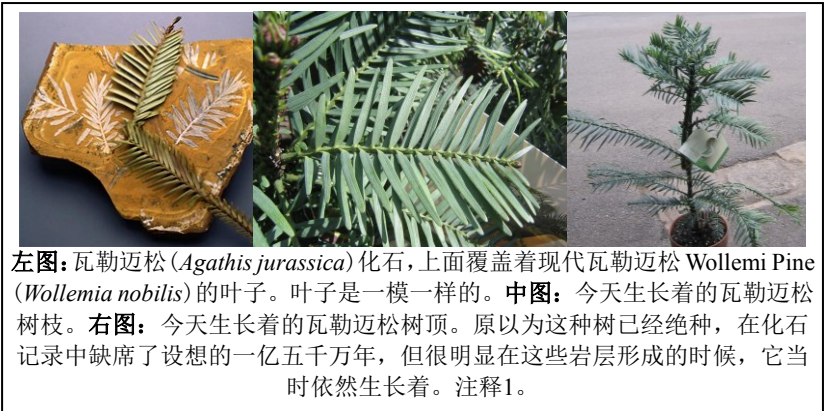 左图:瓦勒迈松(Agathis jurassica)化石,上面覆盖着现代瓦勒迈松 Wollemi Pine
(Wollemia nobilis)的叶子。叶子是一模一样的。中图：今天生长着的瓦勒迈松
树枝。右图：今天生长着的瓦勒迈松树顶。原以为这种树已经绝种，在化石
记录中缺席了设想的一亿五千万年，但很明显在这些岩层形成的时候，它当
时依然生长着。注释1。